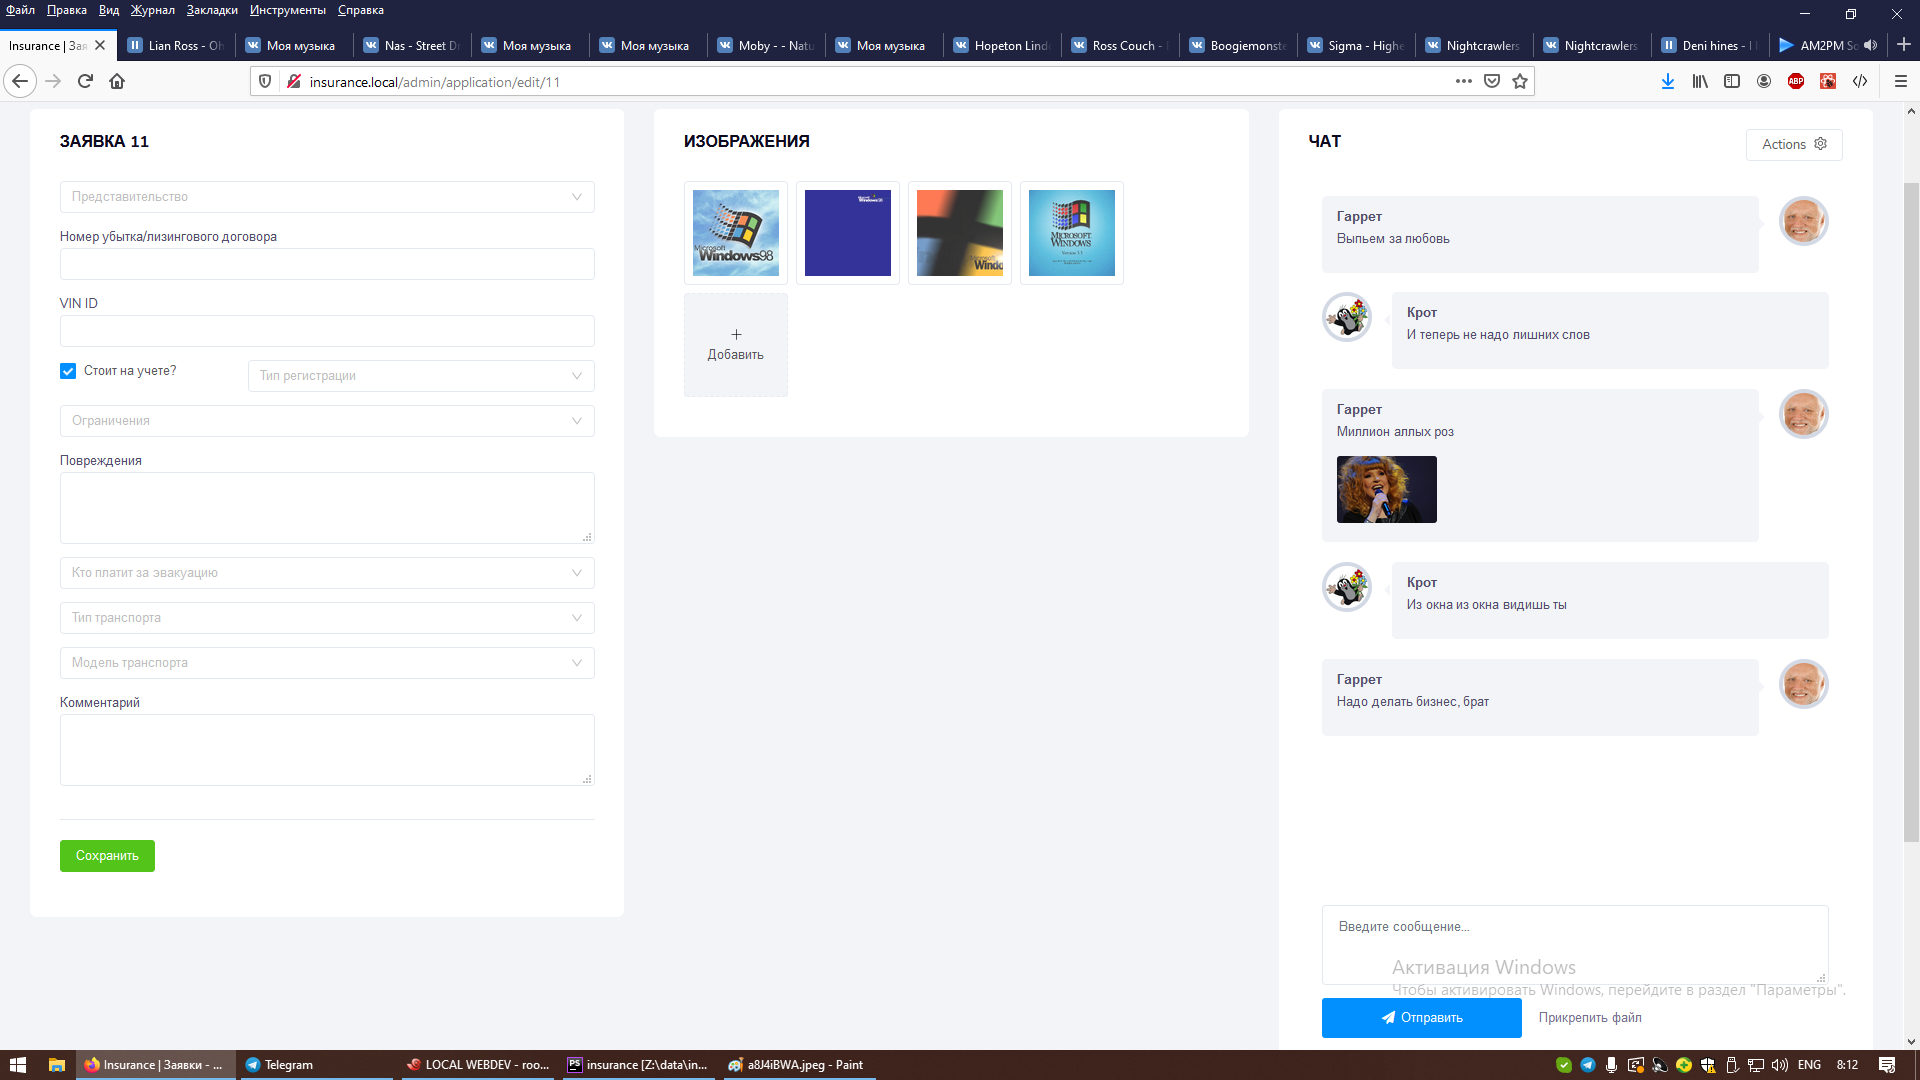 Файл Правка Вид Журнал Закладки Инструменты Справка
Insurance | Зая
Lian Ross - Oh
Моя музыка
Nas - Street D
Моя музыка
Моя музыка
Moby - - Natu
Моя музыка
Hopeton Lind
Ross Couch -
Boogiemonste
Sigma - Highe
Nightcrawlers
Nightcrawlers
Deni hines - I
AM2PM So
insurance.local/admin/application/edit/11
ABP
ЗАЯВКА 11
Представительство
Номер убытка/лизингового договора
VIN ID
Стоит на учете?
Тип регистрации
Ограничения
Повреждения
Кто платит за эвакуацию
Тип транспорта
Модель транспорта
Комментарий
Сохранить
ИЗОБРАЖЕНИЯ
Microsoft
Windows98
Windows98
Windo
MICROSOFT
WINDOWS
Добавить
ЧАТ
Actions
Гаррет
Выпьем за любовь
Крот
И теперь не надо лишних слов
Гаррет
Миллион аллых роз
Крот
Из окна из окна видишь ты
Гаррет
Надо делать бизнес, брат
Введите сообщение...
Активация Windows
Чтобы активировать Windows, перейдите в раздел "Параметры".
Отправить
Прикрепить файл
Insurance | Заявки - ...
Telegram
LOCAL WEBDEV - roo...
PS
insurance [Z:\data\in...
a8J4iBWA.jpeg - Paint
ENG
8:12